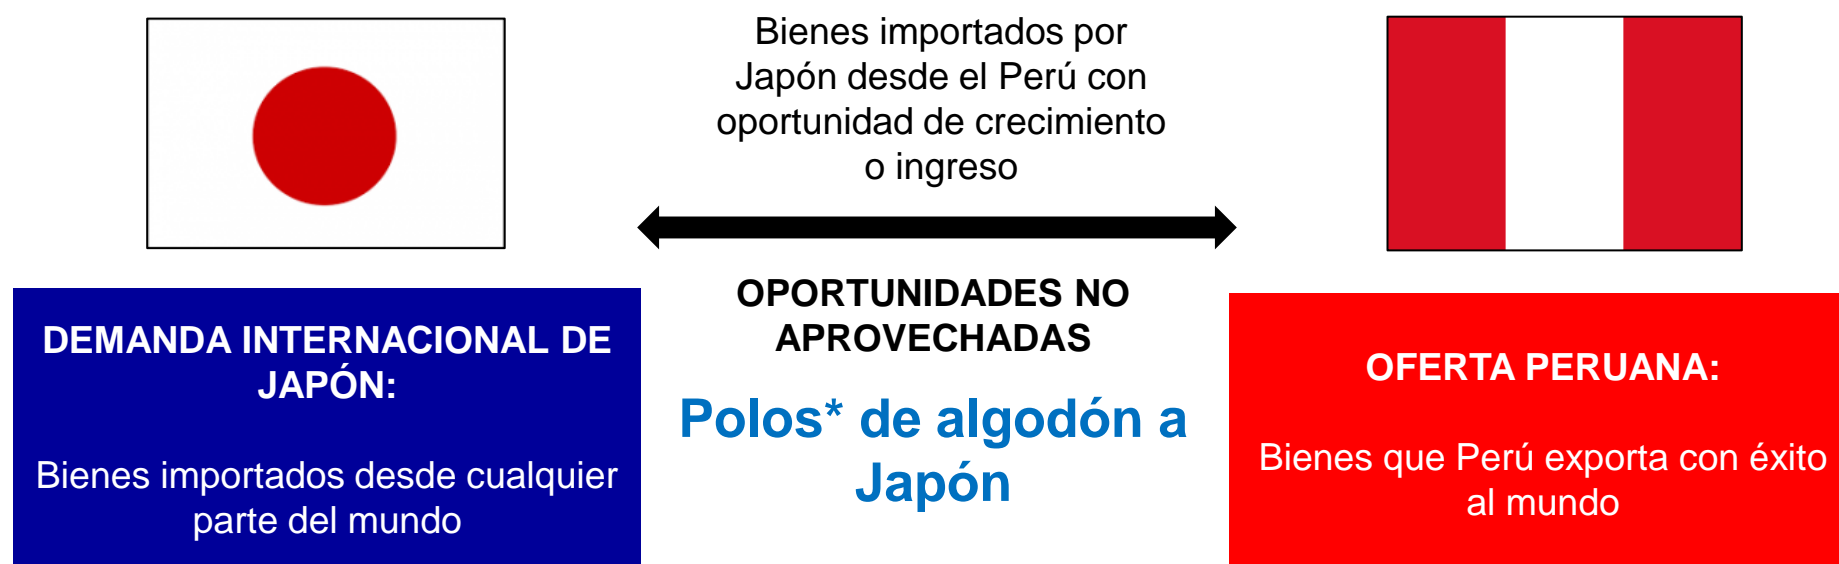 Bienes importados por
Japón desde el Perú con
oportunidad de crecimiento
o ingreso
OPORTUNIDADES NO
APROVECHADAS
Polos* de algodón a
Japón
DEMANDA INTERNACIONAL DE
JAPÓN:
Bienes importados desde cualquier
parte del mundo
OFERTA PERUANA:
Bienes que Perú exporta con éxito
al mundo